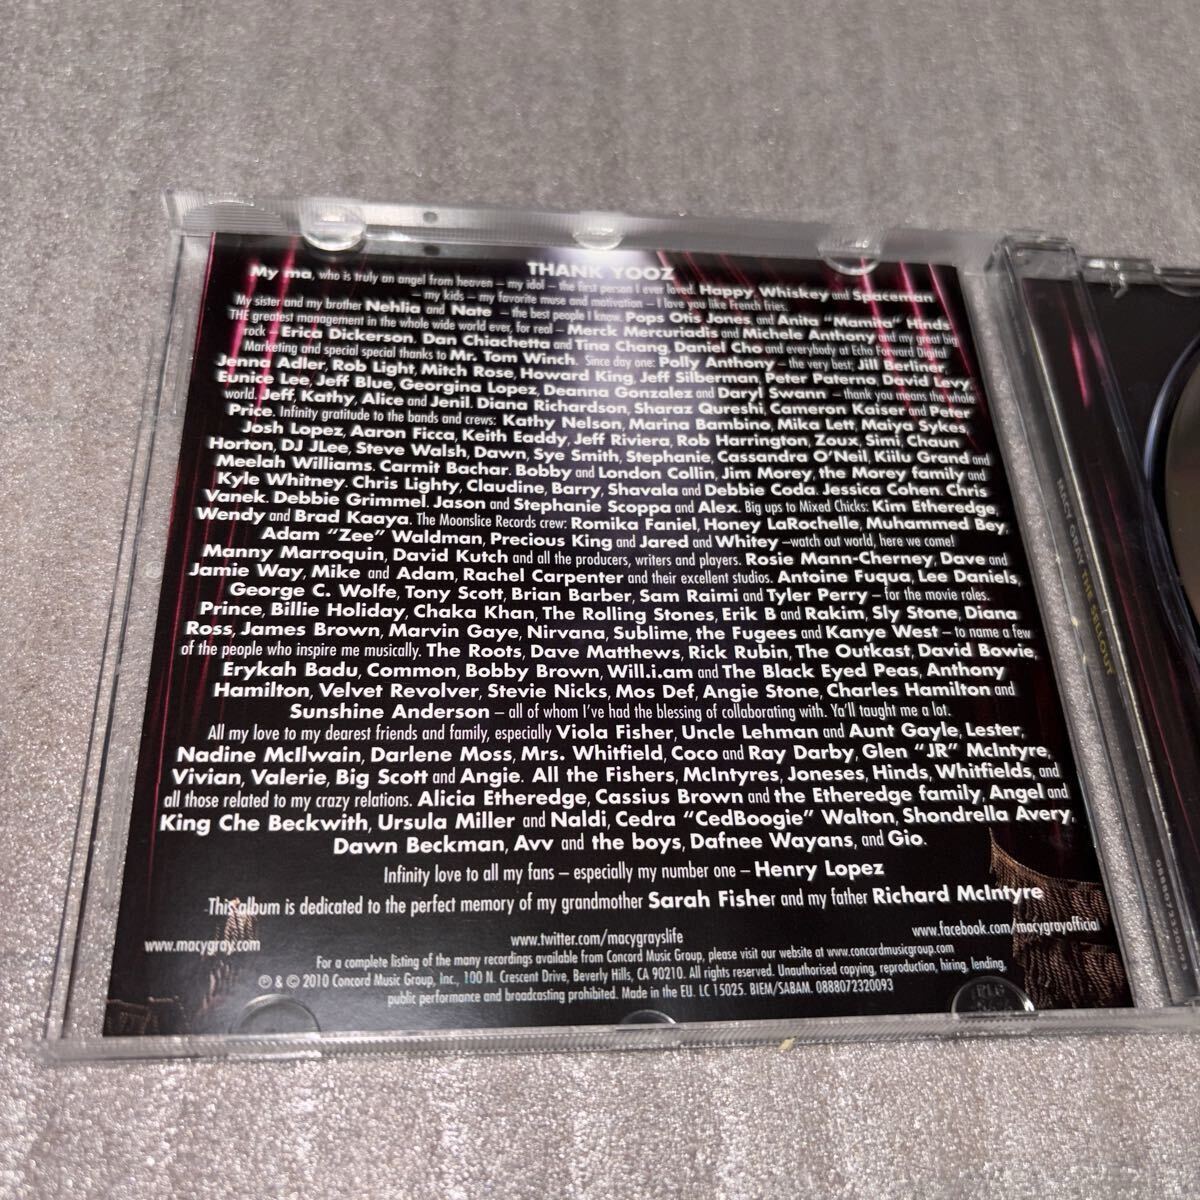 THANK YOOZ
My ma, who is truly an angel from heaven – my idol – the first person I ever loved. Happy, Whiskey and Spaceman
– my kids – my favorite muse and motivation – I love you like French fries.
My sister and my brother Nehlia and Nate – the best people I know. Pops Otis Jones, and Anita "Mamita" Hinds
THE greatest management in the whole wide world ever, for real – Merck Mercuriadis and Michele Anthony and my great big
rock – Erica Dickerson. Dan Chiachetta and Tina Chang, Daniel Cho and everybody at Echo Forward Digital
Marketing and special special thanks to Mr. Tom Winch. Since day one: Polly Anthony – the very best; Jill Berliner,
Jenna Adler, Rob Light, Mitch Rose, Howard King, Jeff Silberman, Peter Paterno, David Levy,
Eunice Lee, Jeff Blue, Georgina Lopez, Deanna Gonzalez and Daryl Swann – thank you means the whole
world. Jeff, Kathy, Alice and Jenil. Diana Richardson, Sharaz Qureshi, Cameron Kaiser and Peter
Price. Infinity gratitude to the bands and crews: Kathy Nelson, Marina Bambino, Mika Lett, Maiya Sykes,
Josh Lopez, Aaron Ficca, Keith Eaddy, Jeff Riviera, Rob Harrington, Zoux, Simi, Chaun
Horton, DJ JLee, Steve Walsh, Dawn, Sye Smith, Stephanie, Cassandra O'Neil, Kiilu Grand and
Meelah Williams. Carmit Bachar. Bobby and London Collin, Jim Morey, the Morey family and
Kyle Whitney. Chris Lighty, Claudine, Barry, Shavala and Debbie Coda. Jessica Cohen. Chris
Vanek. Debbie Grimmel. Jason and Stephanie Scoppa and Alex. Big ups to Mixed Chicks: Kim Etheredge,
Wendy and Brad Kaaya. The Moonslice Records crew: Romika Faniel, Honey LaRochelle, Muhammed Bey,
Adam "Zee" Waldman, Precious King and Jared and Whitey –watch out world, here we come!
Manny Marroquin, David Kutch and all the producers, writers and players. Rosie Mann-Cherney, Dave and
Jamie Way, Mike and Adam, Rachel Carpenter and their excellent studios. Antoine Fuqua, Lee Daniels,
George C. Wolfe, Tony Scott, Brian Barber, Sam Raimi and Tyler Perry – for the movie roles.
Prince, Billie Holiday, Chaka Khan, The Rolling Stones, Erik B and Rakim, Sly Stone, Diana
Ross, James Brown, Marvin Gaye, Nirvana, Sublime, the Fugees and Kanye West – to name a few
of the people who inspire me musically. The Roots, Dave Matthews, Rick Rubin, The Outkast, David Bowie,
Erykah Badu, Common, Bobby Brown, Will.i.am and The Black Eyed Peas, Anthony
Hamilton, Velvet Revolver, Stevie Nicks, Mos Def, Angie Stone, Charles Hamilton and
Sunshine Anderson – all of whom I've had the blessing of collaborating with. Ya'll taught me a lot.
All my love to my dearest friends and family, especially Viola Fisher, Uncle Lehman and Aunt Gayle, Lester,
Nadine McIlwain, Darlene Moss, Mrs. Whitfield, Coco and Ray Darby, Glen "JR" McIntyre,
Vivian, Valerie, Big Scott and Angie. All the Fishers, McIntyres, Joneses, Hinds, Whitfields, and
all those related to my crazy relations. Alicia Etheredge, Cassius Brown and the Etheredge family, Angel and
King Che Beckwith, Ursula Miller and Naldi, Cedra "CedBoogie" Walton, Shondrella Avery,
Dawn Beckman, Avv and the boys, Dafnee Wayans, and Gio.
Infinity love to all my fans – especially my number one – Henry Lopez
This album is dedicated to the perfect memory of my grandmother Sarah Fisher and my father Richard McIntyre
www.macygray.com www.twitter.com/macygrayslife www.facebook.com/macygrayofficial
For a complete listing of the many recordings available from Concord Music Group, please visit our website at www.concordmusicgroup.com
℗ & © 2010 Concord Music Group, Inc., 100 N. Crescent Drive, Beverly Hills, CA 90210. All rights reserved. Unauthorised copying, reproduction, hiring, lending,
public performance and broadcasting prohibited. Made in the EU. LC 15025. BIEM/SABAM. 0888072320093
MACY GRAY THE SELLOUT